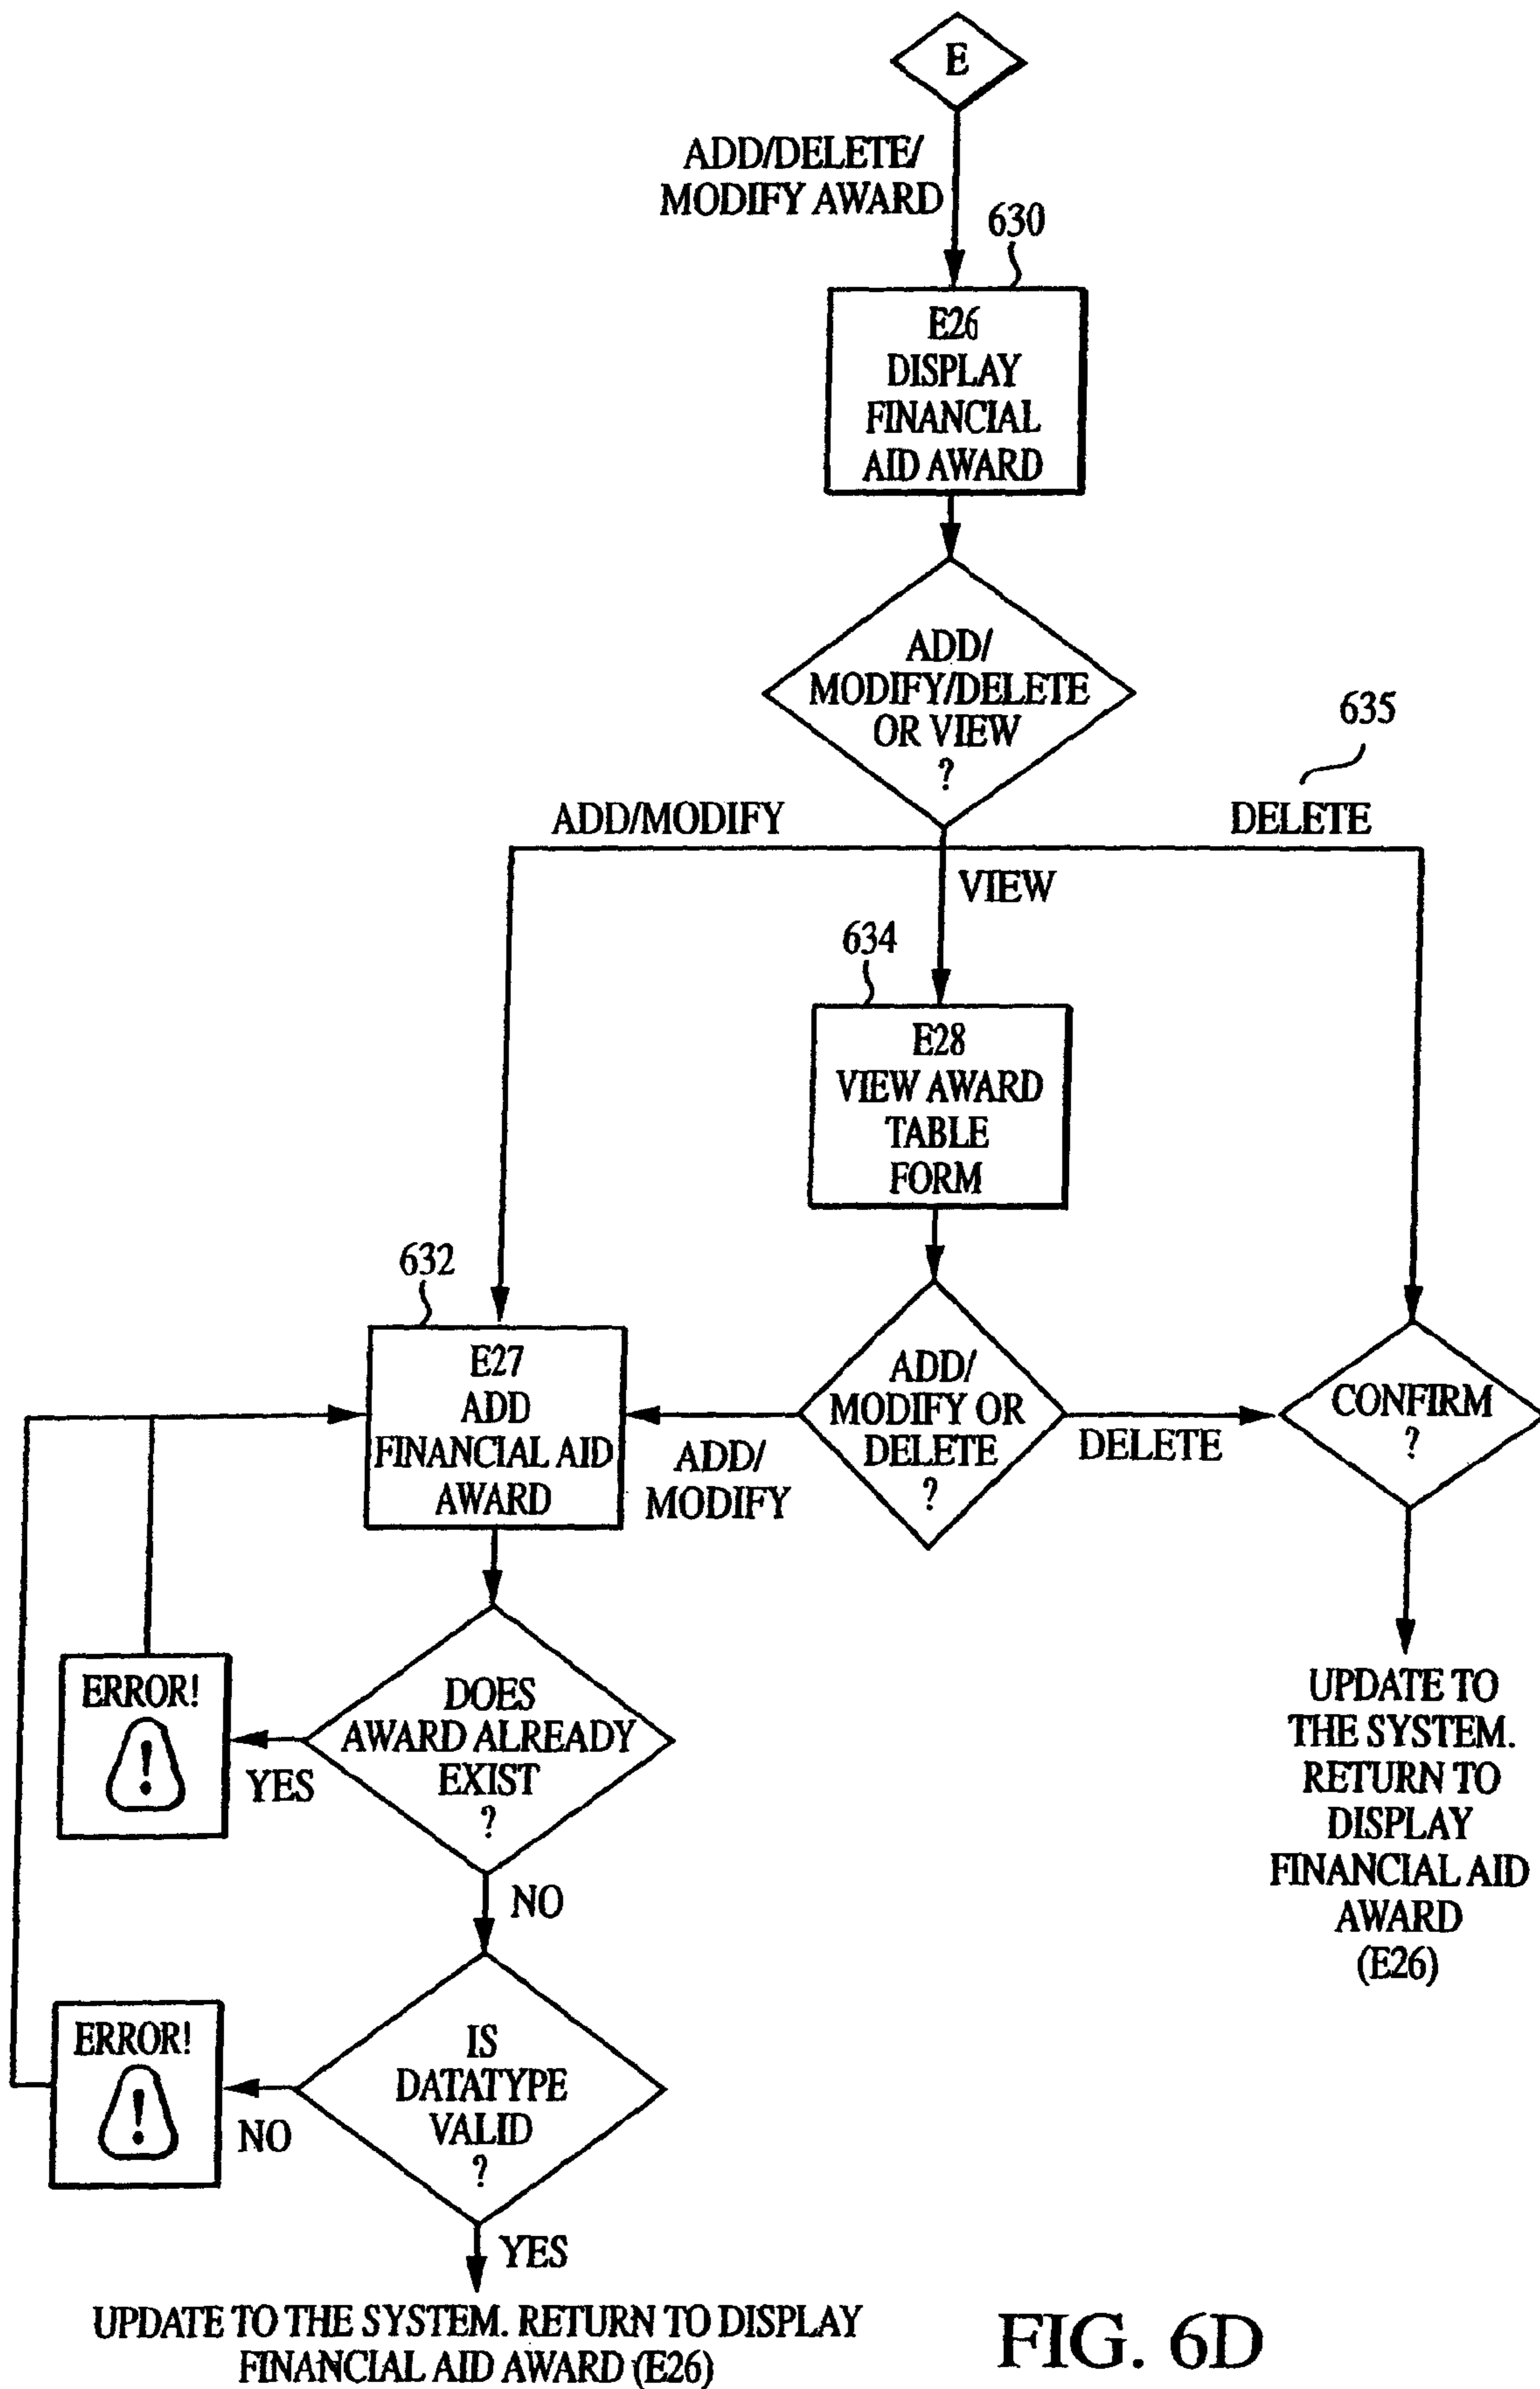 E
ADD/DELETE/
MODIFY AWARD
630
E26
DISPLAY
FINANCIAL
AID AWARD
ADD/
MODIFY/DELETE
OR VIEW
?
635
ADD/MODIFY
DELETE
VIEW
634
E28
VIEW AWARD
TABLE
FORM
632
E27
ADD
FINANCIAL AID
AWARD
ADD/
MODIFY
ADD/
MODIFY OR
DELETE
?
DELETE
CONFIRM
?
ERROR!
!
YES
DOES
AWARD ALREADY
EXIST
?
NO
UPDATE TO
THE SYSTEM.
RETURN TO
DISPLAY
FINANCIAL AID
AWARD
(E26)
ERROR!
!
NO
IS
DATATYPE
VALID
?
YES
UPDATE TO THE SYSTEM. RETURN TO DISPLAY
FINANCIAL AID AWARD (E26)
FIG. 6D